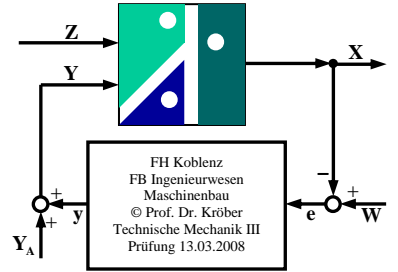 Z
X
Y
FH Koblenz
FB Ingenieurwesen
Maschinenbau
© Prof. Dr. Kröber
Technische Mechanik III
Prüfung 13.03.2008
−
+
+
+
y
e
W
Y_A